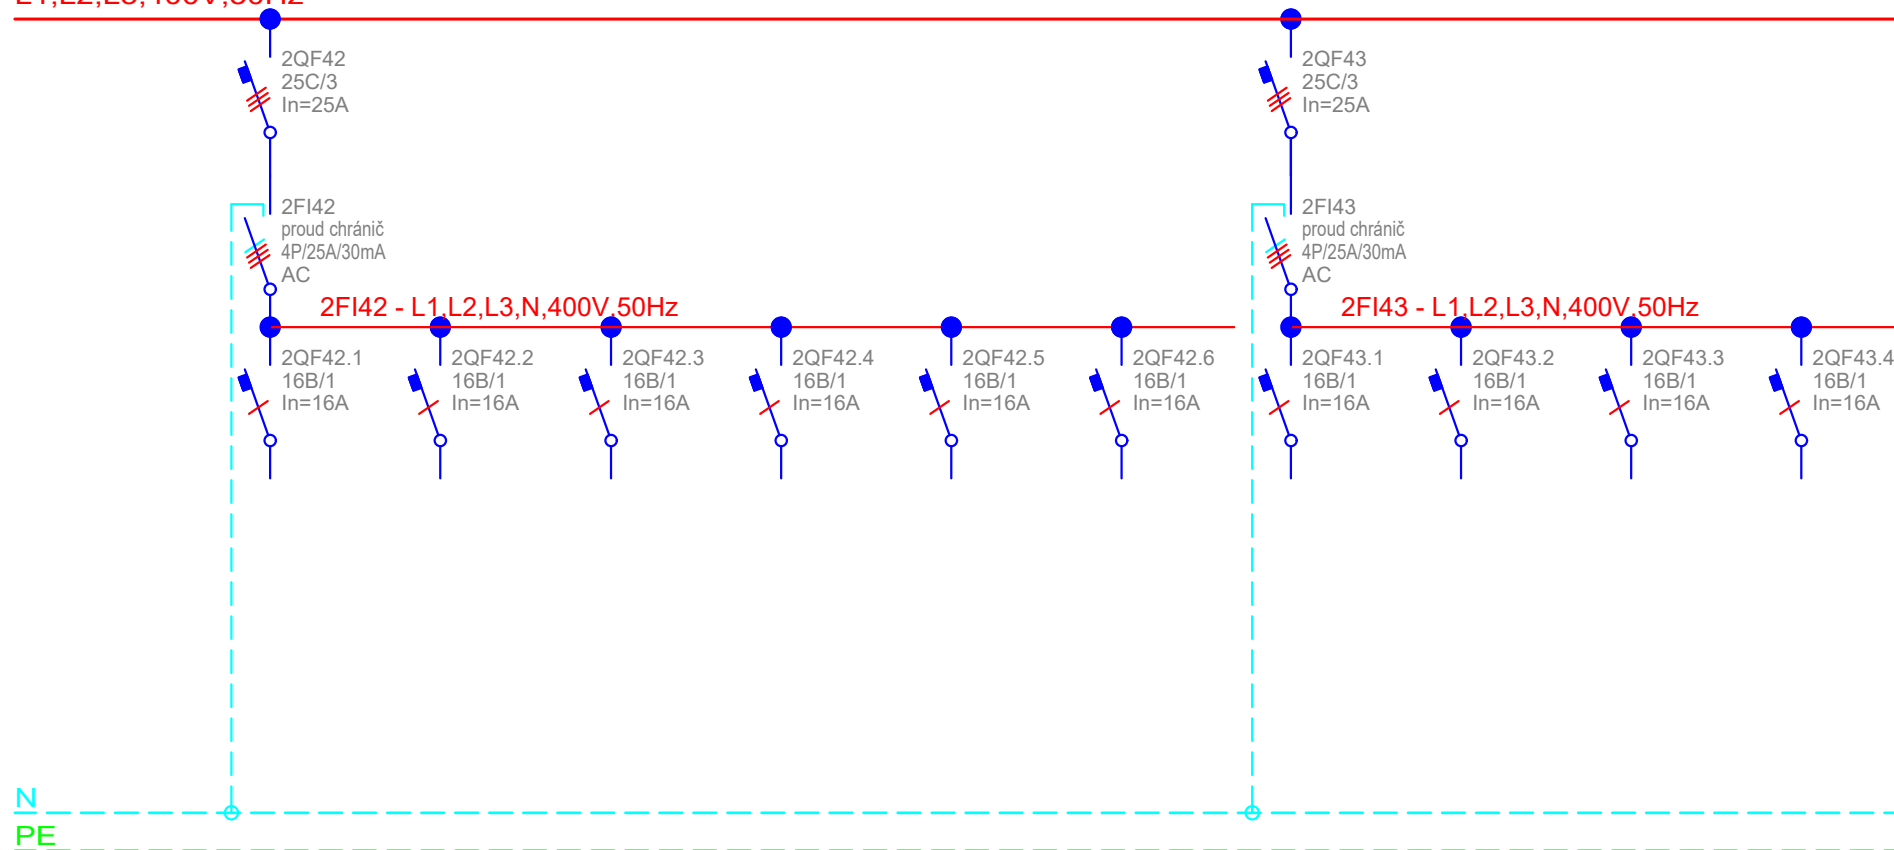 L1,L2,L3,400V,50Hz
2QF42
25C/3
In=25A
2QF43
25C/3
In=25A
2FI42
proud chránič
4P/25A/30mA
AC
2FI43
proud chránič
4P/25A/30mA
AC
2FI42 - L1,L2,L3,N,400V,50Hz
2FI43 - L1,L2,L3,N,400V,50Hz
2QF42.1
16B/1
In=16A
2QF42.2
16B/1
In=16A
2QF42.3
16B/1
In=16A
2QF42.4
16B/1
In=16A
2QF42.5
16B/1
In=16A
2QF42.6
16B/1
In=16A
2QF43.1
16B/1
In=16A
2QF43.2
16B/1
In=16A
2QF43.3
16B/1
In=16A
2QF43.4
16B/1
In=16A
N
PE